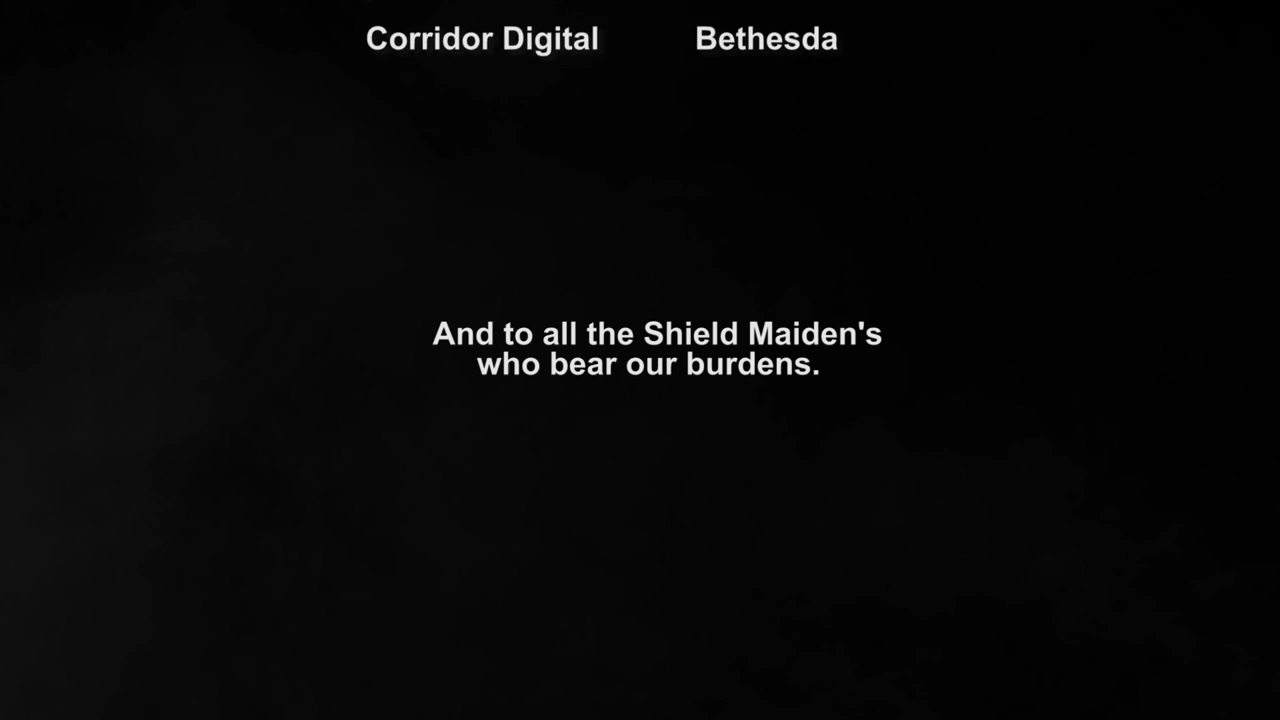 Corridor Digital Bethesda
And to all the Shield Maiden's
who bear our burdens.